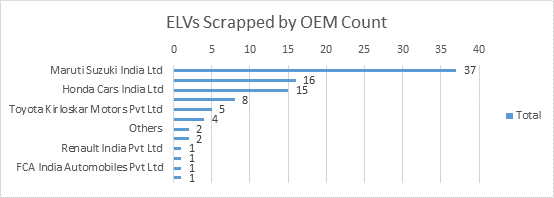 ELVs Scrapped by OEM Count
0 5 10 15 20 25 30 35 40
Maruti Suzuki India Ltd 37
16
Honda Cars India Ltd 15
8
Toyota Kirloskar Motors Pvt Ltd 5
4
Others 2
2
Renault India Pvt Ltd 1
1
FCA India Automobiles Pvt Ltd 1
1
Total